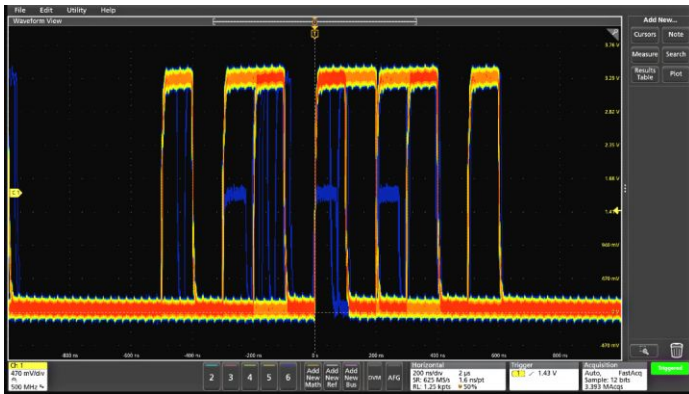 File Edit Utility Help
Add New...
Waveform View
Cursors Note
3.76 V
Measure Search
3.29 V
Results Table Plot
2.82 V
2.35 V
1.88 V
C1
1.41 V
940 mV
470 mV
0 V
-470 mV
-800 ns -600 ns -400 ns -200 ns 0 s 200 ns 400 ns 600 ns 800 ns
Ch 1
470 mV/div
500 MHz
2 3 4 5 6
Add New Math
Add New Ref
Add New Bus
DVM AFG
Horizontal
200 ns/div 2 µs
SR: 625 MS/s 1.6 ns/pt
RL: 1.25 kpts 50%
Trigger
1 1.43 V
Acquisition
Auto, FastAcq
Sample: 12 bits
3.393 MAcqs
Triggered